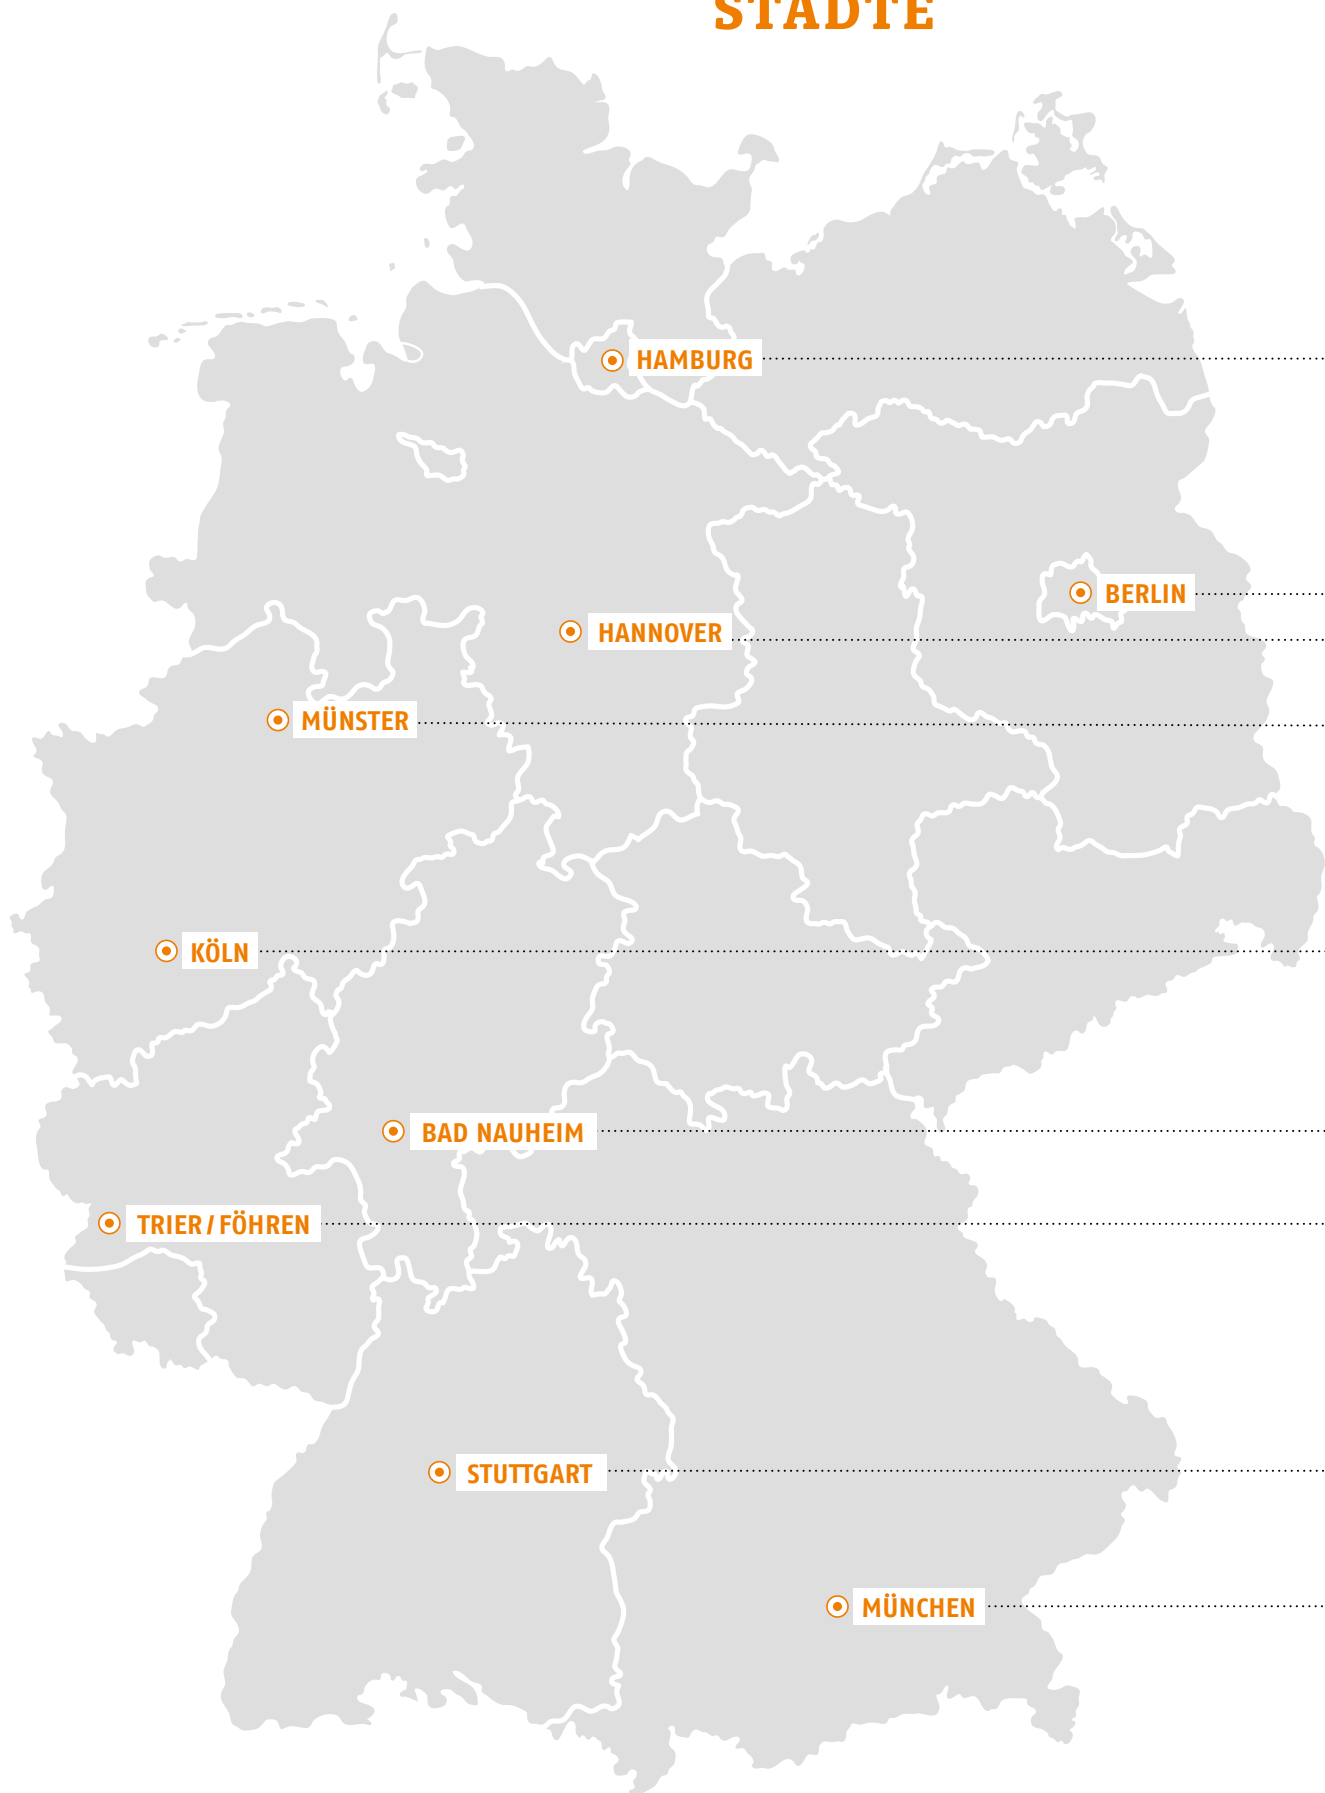 STÄDTE
HAMBURG
BERLIN
HANNOVER
MÜNSTER
KÖLN
BAD NAUHEIM
TRIER / FÖHREN
STUTTGART
MÜNCHEN